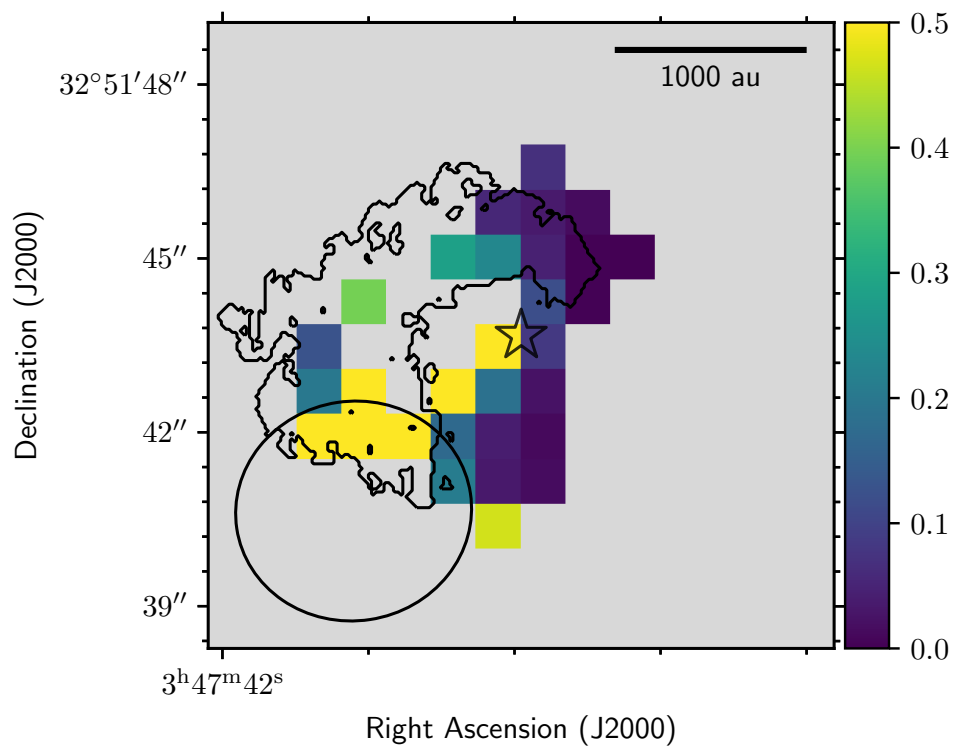 1000 au
32°51′48″
45″
42″
39″
3ʰ47ᵐ42ˢ
Declination (J2000)
Right Ascension (J2000)
0.5
0.4
0.3
0.2
0.1
0.0